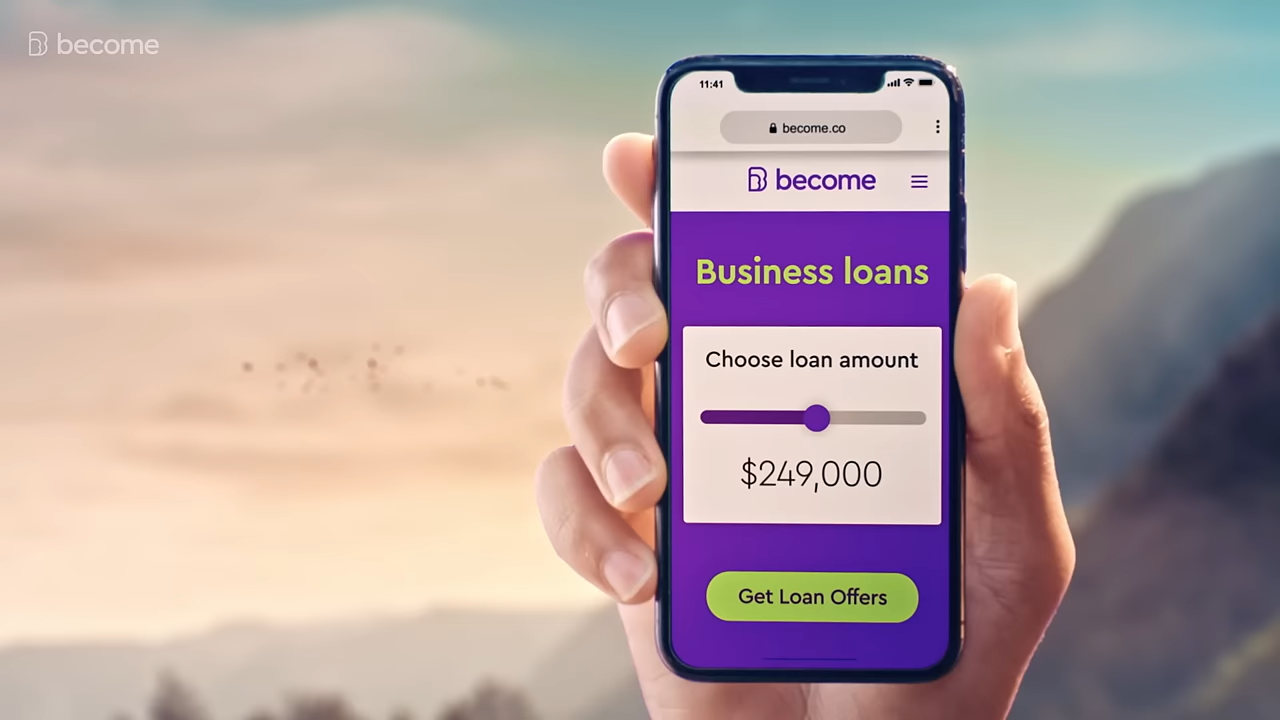 become
11:41
become.co
become
Business loans
Choose loan amount
$249,000
Get Loan Offers